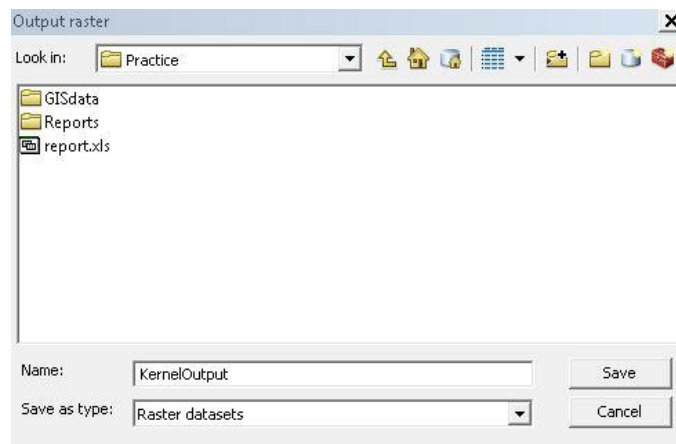 Output raster
Look in: Practice
GISdata
Reports
report.xls
Name: KernelOutput Save
Save as type: Raster datasets Cancel